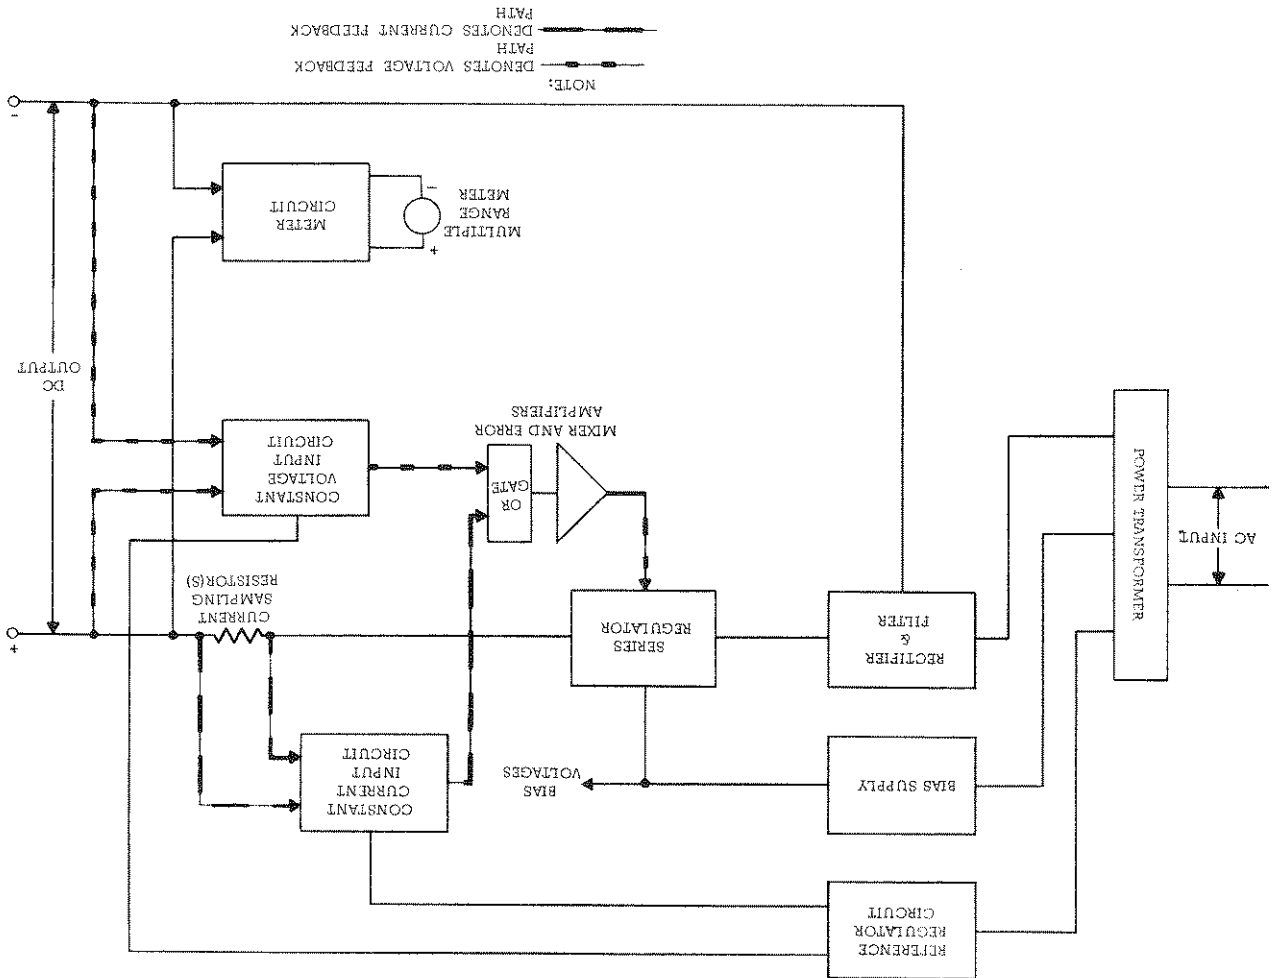 REFERENCE
REGULATOR
CIRCUIT
BIAS SUPPLY
BIAS
VOLTAGES
CONSTANT
CURRENT
INPUT
CIRCUIT
POWER TRANSFORMER
AC INPUT
RECTIFIER
&
FILTER
SERIES
REGULATOR
CURRENT
SAMPLING
RESISTOR(S)
+
OR
GATE
MIXER AND ERROR
AMPLIFIERS
CONSTANT
VOLTAGE
INPUT
CIRCUIT
DC
OUTPUT
MULTIPLE
RANGE
METER
+
-
METER
CIRCUIT
-
NOTE:
DENOTES VOLTAGE FEEDBACK
PATH
DENOTES CURRENT FEEDBACK
PATH